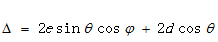 Δ = 2e sin θ cos φ + 2d cos θ